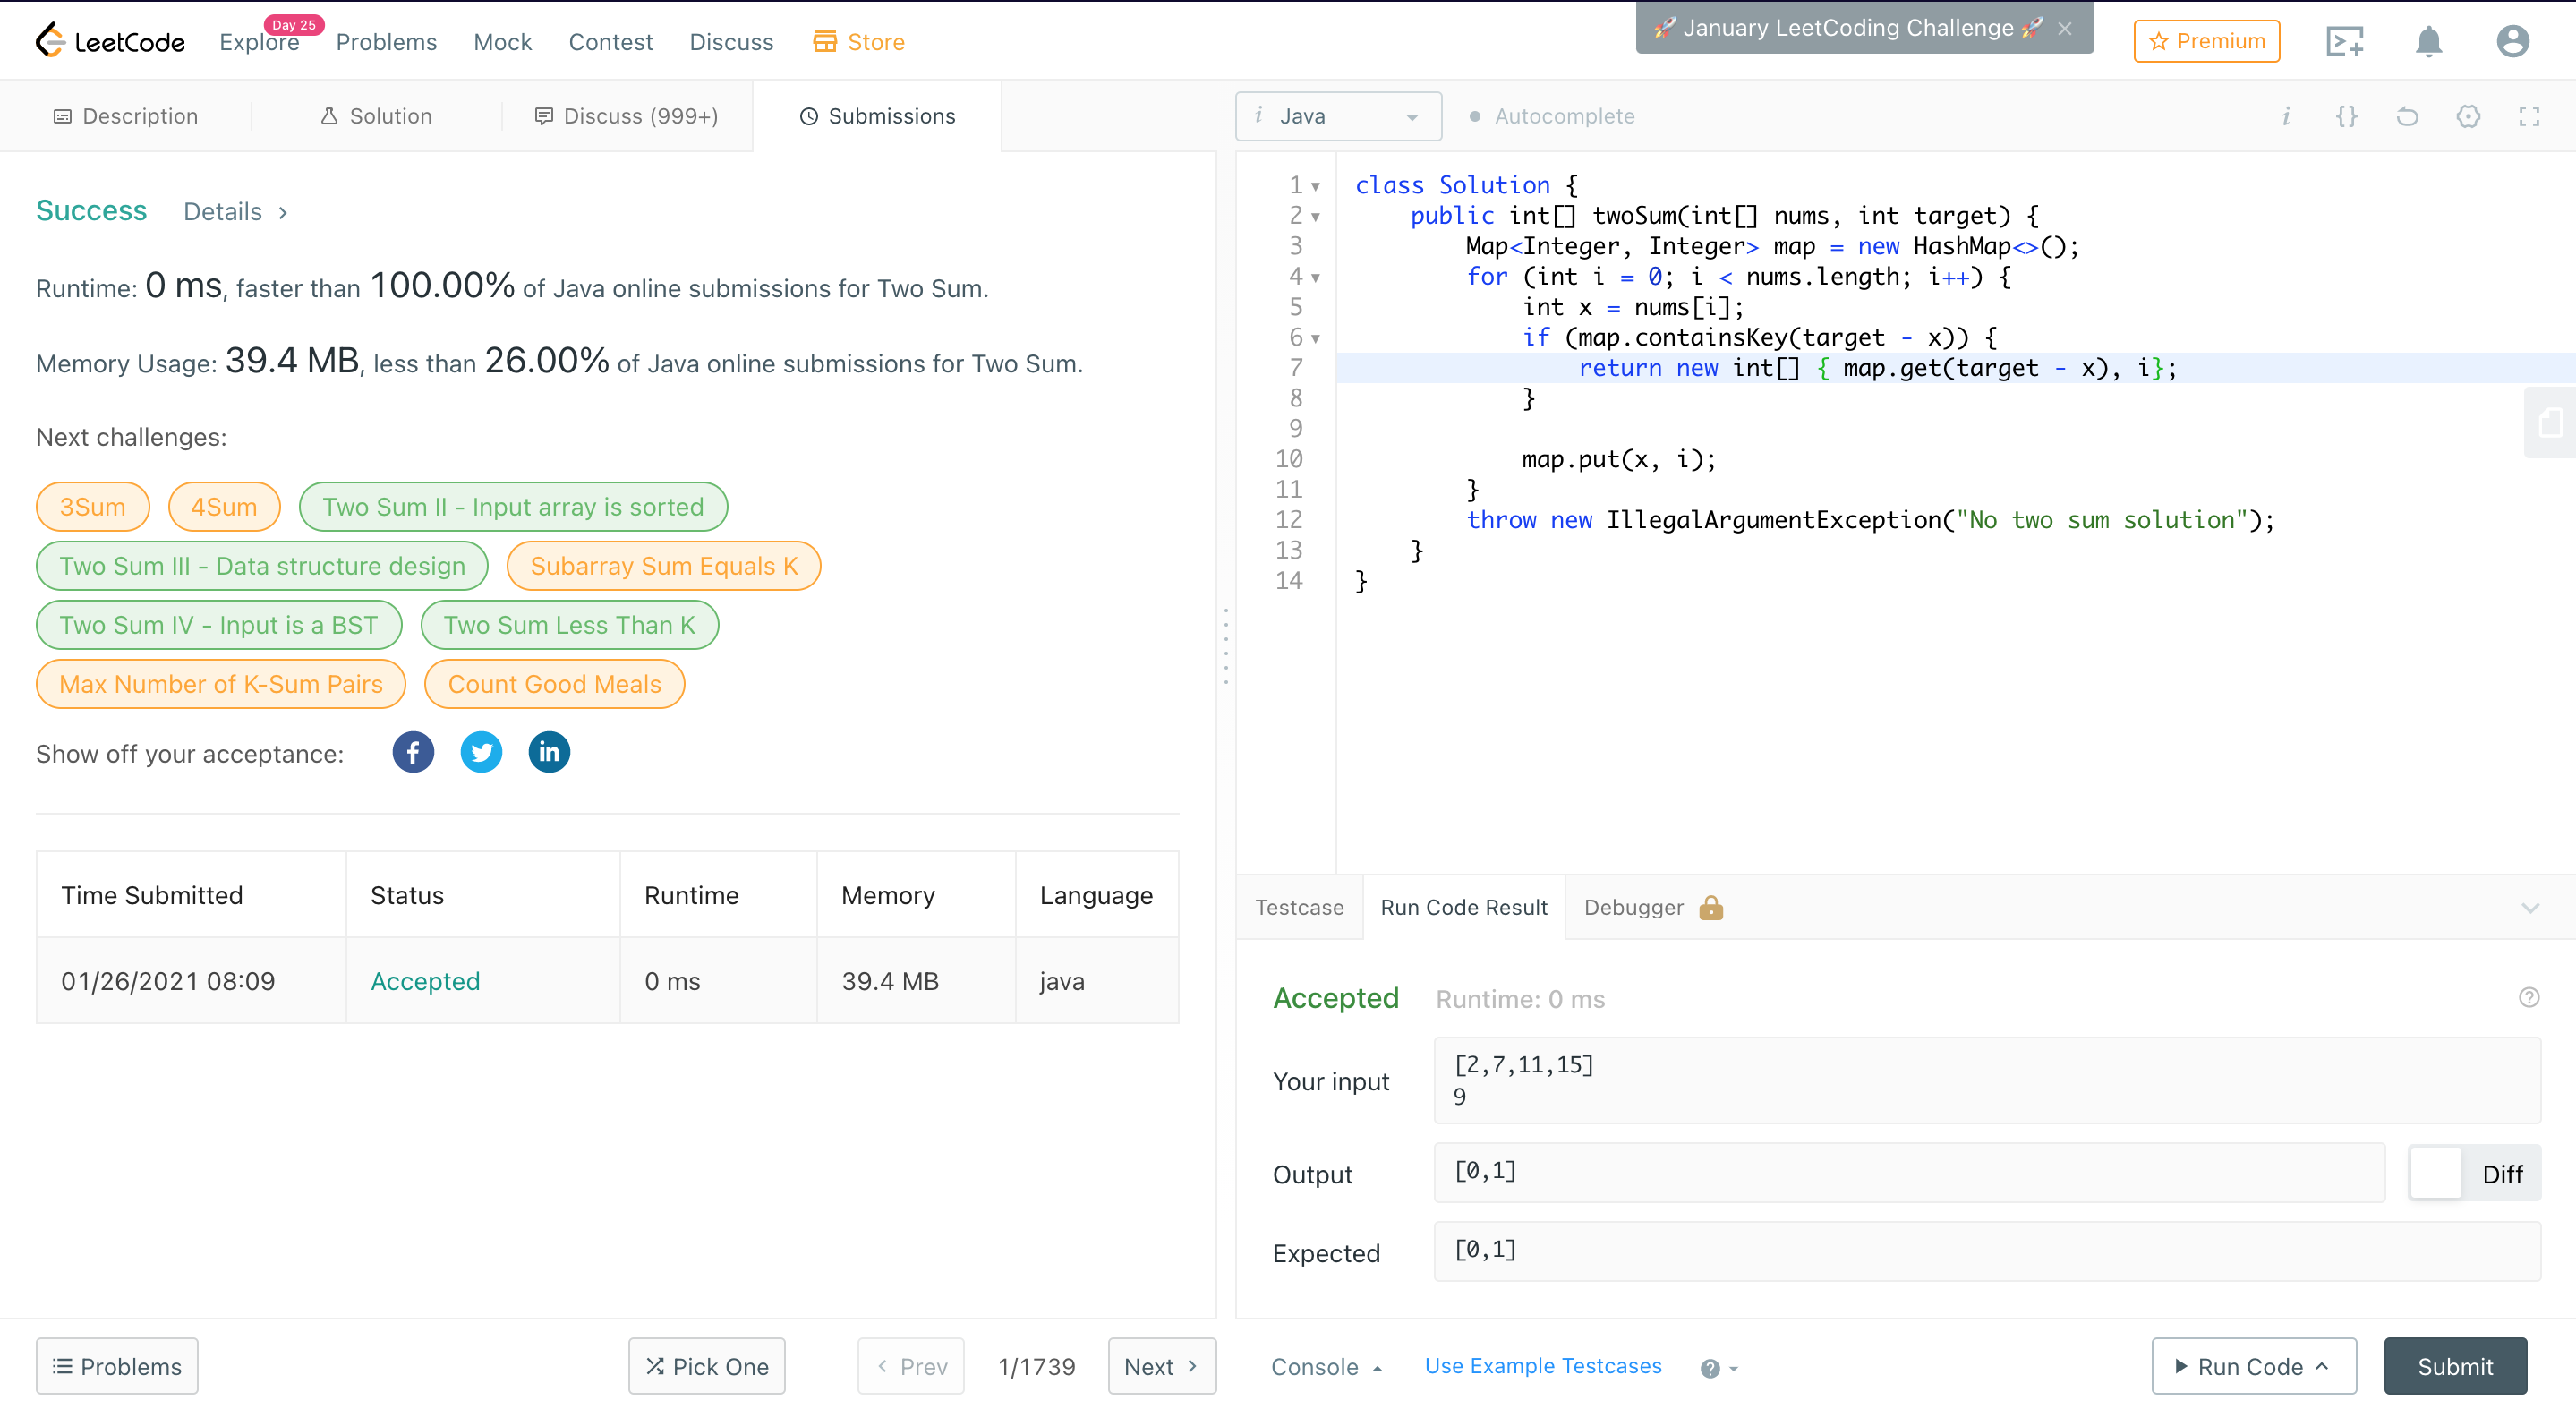 LeetCode
Explore
Day 25
Problems
Mock
Contest
Discuss
Store
🚀 January LeetCoding Challenge 🚀 ×
Premium
Description
Solution
Discuss (999+)
Submissions
Success
Details >
Runtime: 0 ms, faster than 100.00% of Java online submissions for Two Sum.
Memory Usage: 39.4 MB, less than 26.00% of Java online submissions for Two Sum.
Next challenges:
3Sum
4Sum
Two Sum II - Input array is sorted
Two Sum III - Data structure design
Subarray Sum Equals K
Two Sum IV - Input is a BST
Two Sum Less Than K
Max Number of K-Sum Pairs
Count Good Meals
Show off your acceptance:
Time Submitted Status Runtime Memory Language
01/26/2021 08:09 Accepted 0 ms 39.4 MB java
Problems
Pick One
< Prev
1/1739
Next >
i Java
Autocomplete
i {}
1 class Solution {
2     public int[] twoSum(int[] nums, int target) {
3         Map<Integer, Integer> map = new HashMap<>();
4         for (int i = 0; i < nums.length; i++) {
5             int x = nums[i];
6             if (map.containsKey(target - x)) {
7                 return new int[] { map.get(target - x), i};
8             }
9
10             map.put(x, i);
11         }
12         throw new IllegalArgumentException("No two sum solution");
13     }
14 }
Testcase
Run Code Result
Debugger
Accepted
Runtime: 0 ms
Your input
[2,7,11,15]
9
Output
[0,1]
Diff
Expected
[0,1]
Console
Use Example Testcases
Run Code
Submit